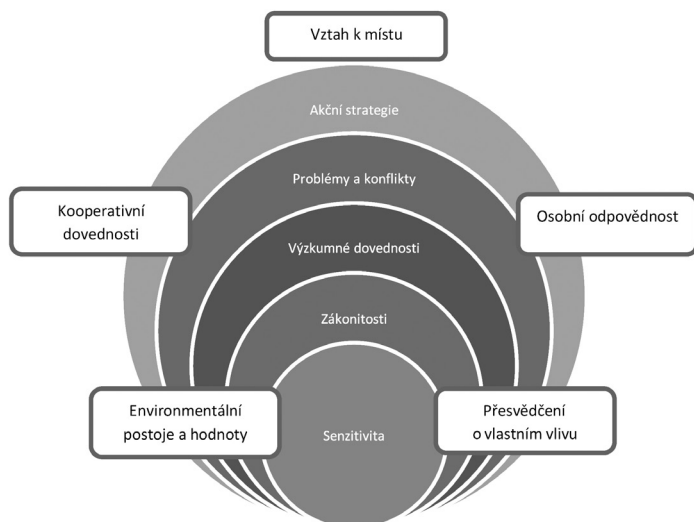 Vztah k místu
Akční strategie
Problémy a konflikty
Kooperativní
dovednosti
Osobní odpovědnost
Výzkumné dovednosti
Zákonitosti
Environmentální
postoje a hodnoty
Senzitivita
Přesvědčení
o vlastním vlivu